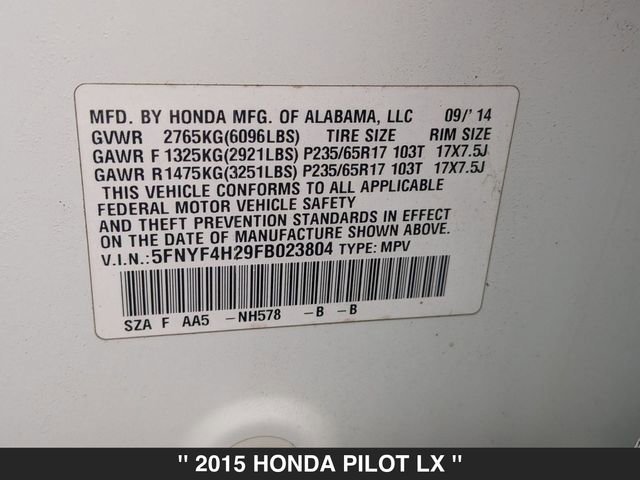 MFD. BY HONDA MFG. OF ALABAMA, LLC 09/'14
GVWR 2765KG(6096LBS) TIRE SIZE RIM SIZE
GAWR F 1325KG(2921LBS) P235/65R17 103T 17X7.5J
GAWR R1475KG(3251LBS) P235/65R17 103T 17X7.5J
THIS VEHICLE CONFORMS TO ALL APPLICABLE
FEDERAL MOTOR VEHICLE SAFETY
AND THEFT PREVENTION STANDARDS IN EFFECT
ON THE DATE OF MANUFACTURE SHOWN ABOVE.
V.I.N.:5FNYF4H29FB023804 TYPE: MPV
SZA F AA5 -NH578 -B -B
" 2015 HONDA PILOT LX "